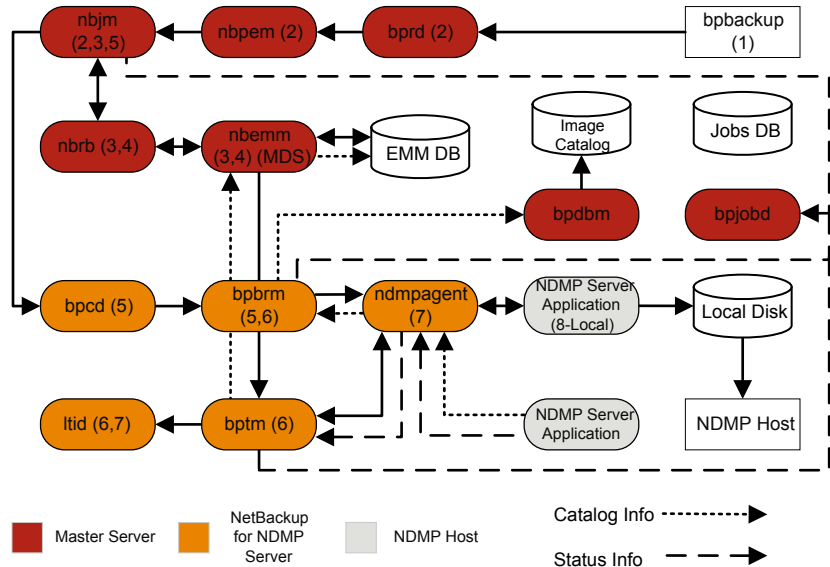 nbjm
(2,3,5)
nbpem (2)
bprd (2)
bpbackup
(1)
nbrb (3,4)
nbemm
(3,4) (MDS)
EMM DB
Image
Catalog
Jobs DB
bpdbm
bpjobd
bpcd (5)
bpbrm
(5,6)
ndmpagent
(7)
NDMP Server
Application
(8-Local)
Local Disk
ltid (6,7)
bptm (6)
NDMP Server
Application
NDMP Host
Master Server
NetBackup
for NDMP
Server
NDMP Host
Catalog Info
Status Info